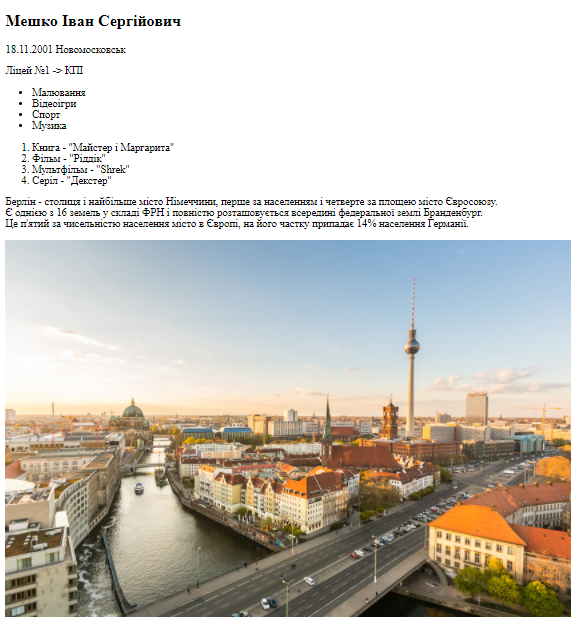 Мешко Іван Сергійович
18.11.2001 Новомосковськ
Ліцей №1 -> КПІ
Малювання
Відеоігри
Спорт
Музика
1. Книга - "Майстер і Маргарита"
2. Фільм - "Ріддік"
3. Мультфільм - "Shrek"
4. Серіл - "Декстер"
Берлін - столиця і найбільше місто Німеччини, перше за населенням і четверте за площею місто Євросоюзу.
Є однією з 16 земель у складі ФРН і повністю розташовується всередині федеральної землі Бранденбург.
Це п'ятий за чисельністю населення місто в Європі, на його частку припадає 14% населення Германії.